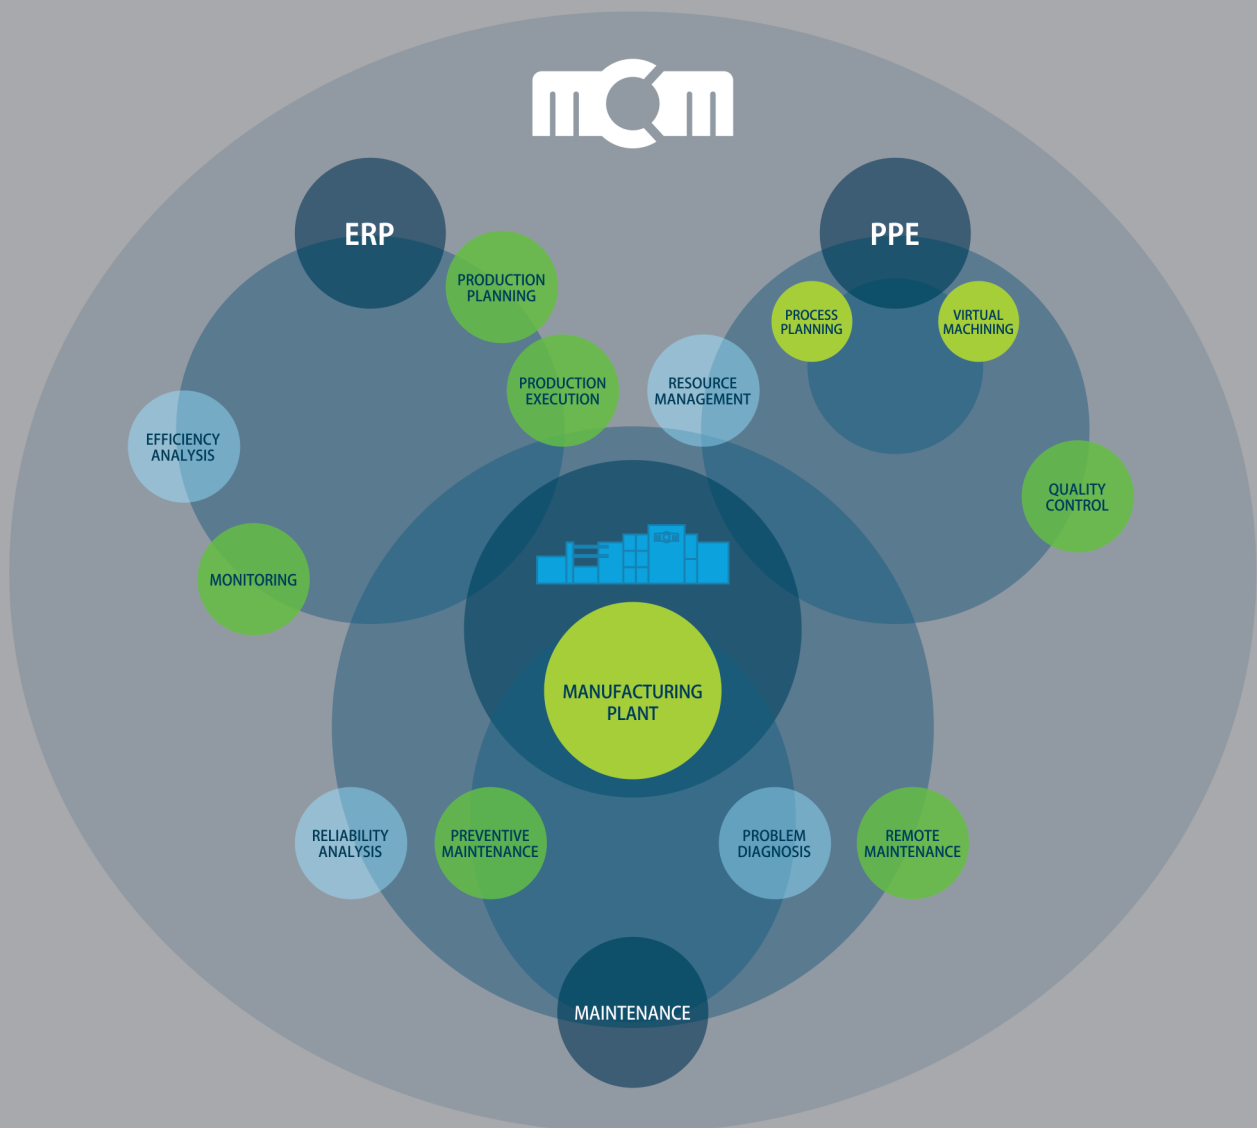 mcm
ERP
PPE
PRODUCTION
PLANNING
PROCESS
PLANNING
VIRTUAL
MACHINING
PRODUCTION
EXECUTION
RESOURCE
MANAGEMENT
EFFICIENCY
ANALYSIS
QUALITY
CONTROL
mcm
MONITORING
MANUFACTURING
PLANT
RELIABILITY
ANALYSIS
PREVENTIVE
MAINTENANCE
PROBLEM
DIAGNOSIS
REMOTE
MAINTENANCE
MAINTENANCE